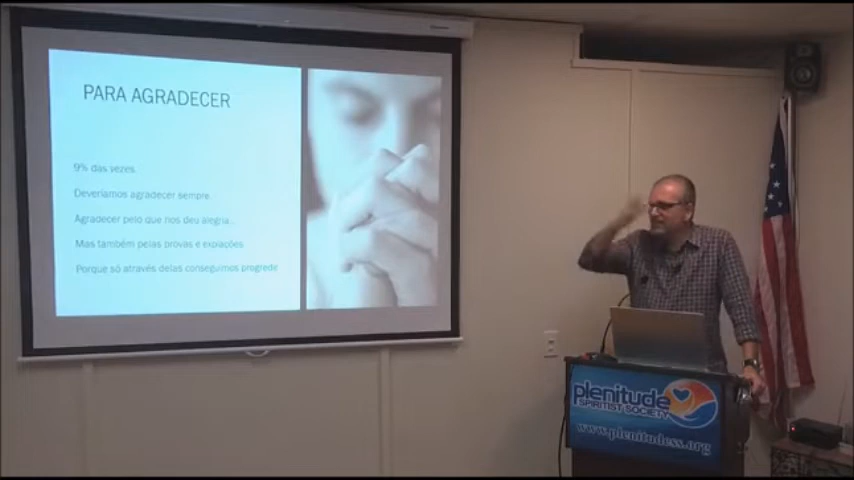 PARA AGRADECER
9% das vezes.
Deveríamos agradecer sempre.
Agradecer pelo que nos deu alegria .
Mas também pelas provas e expiações
Porque só através delas conseguimos progredir
plenitude
SPIRITIST SOCIETY
www.plenitudess.org